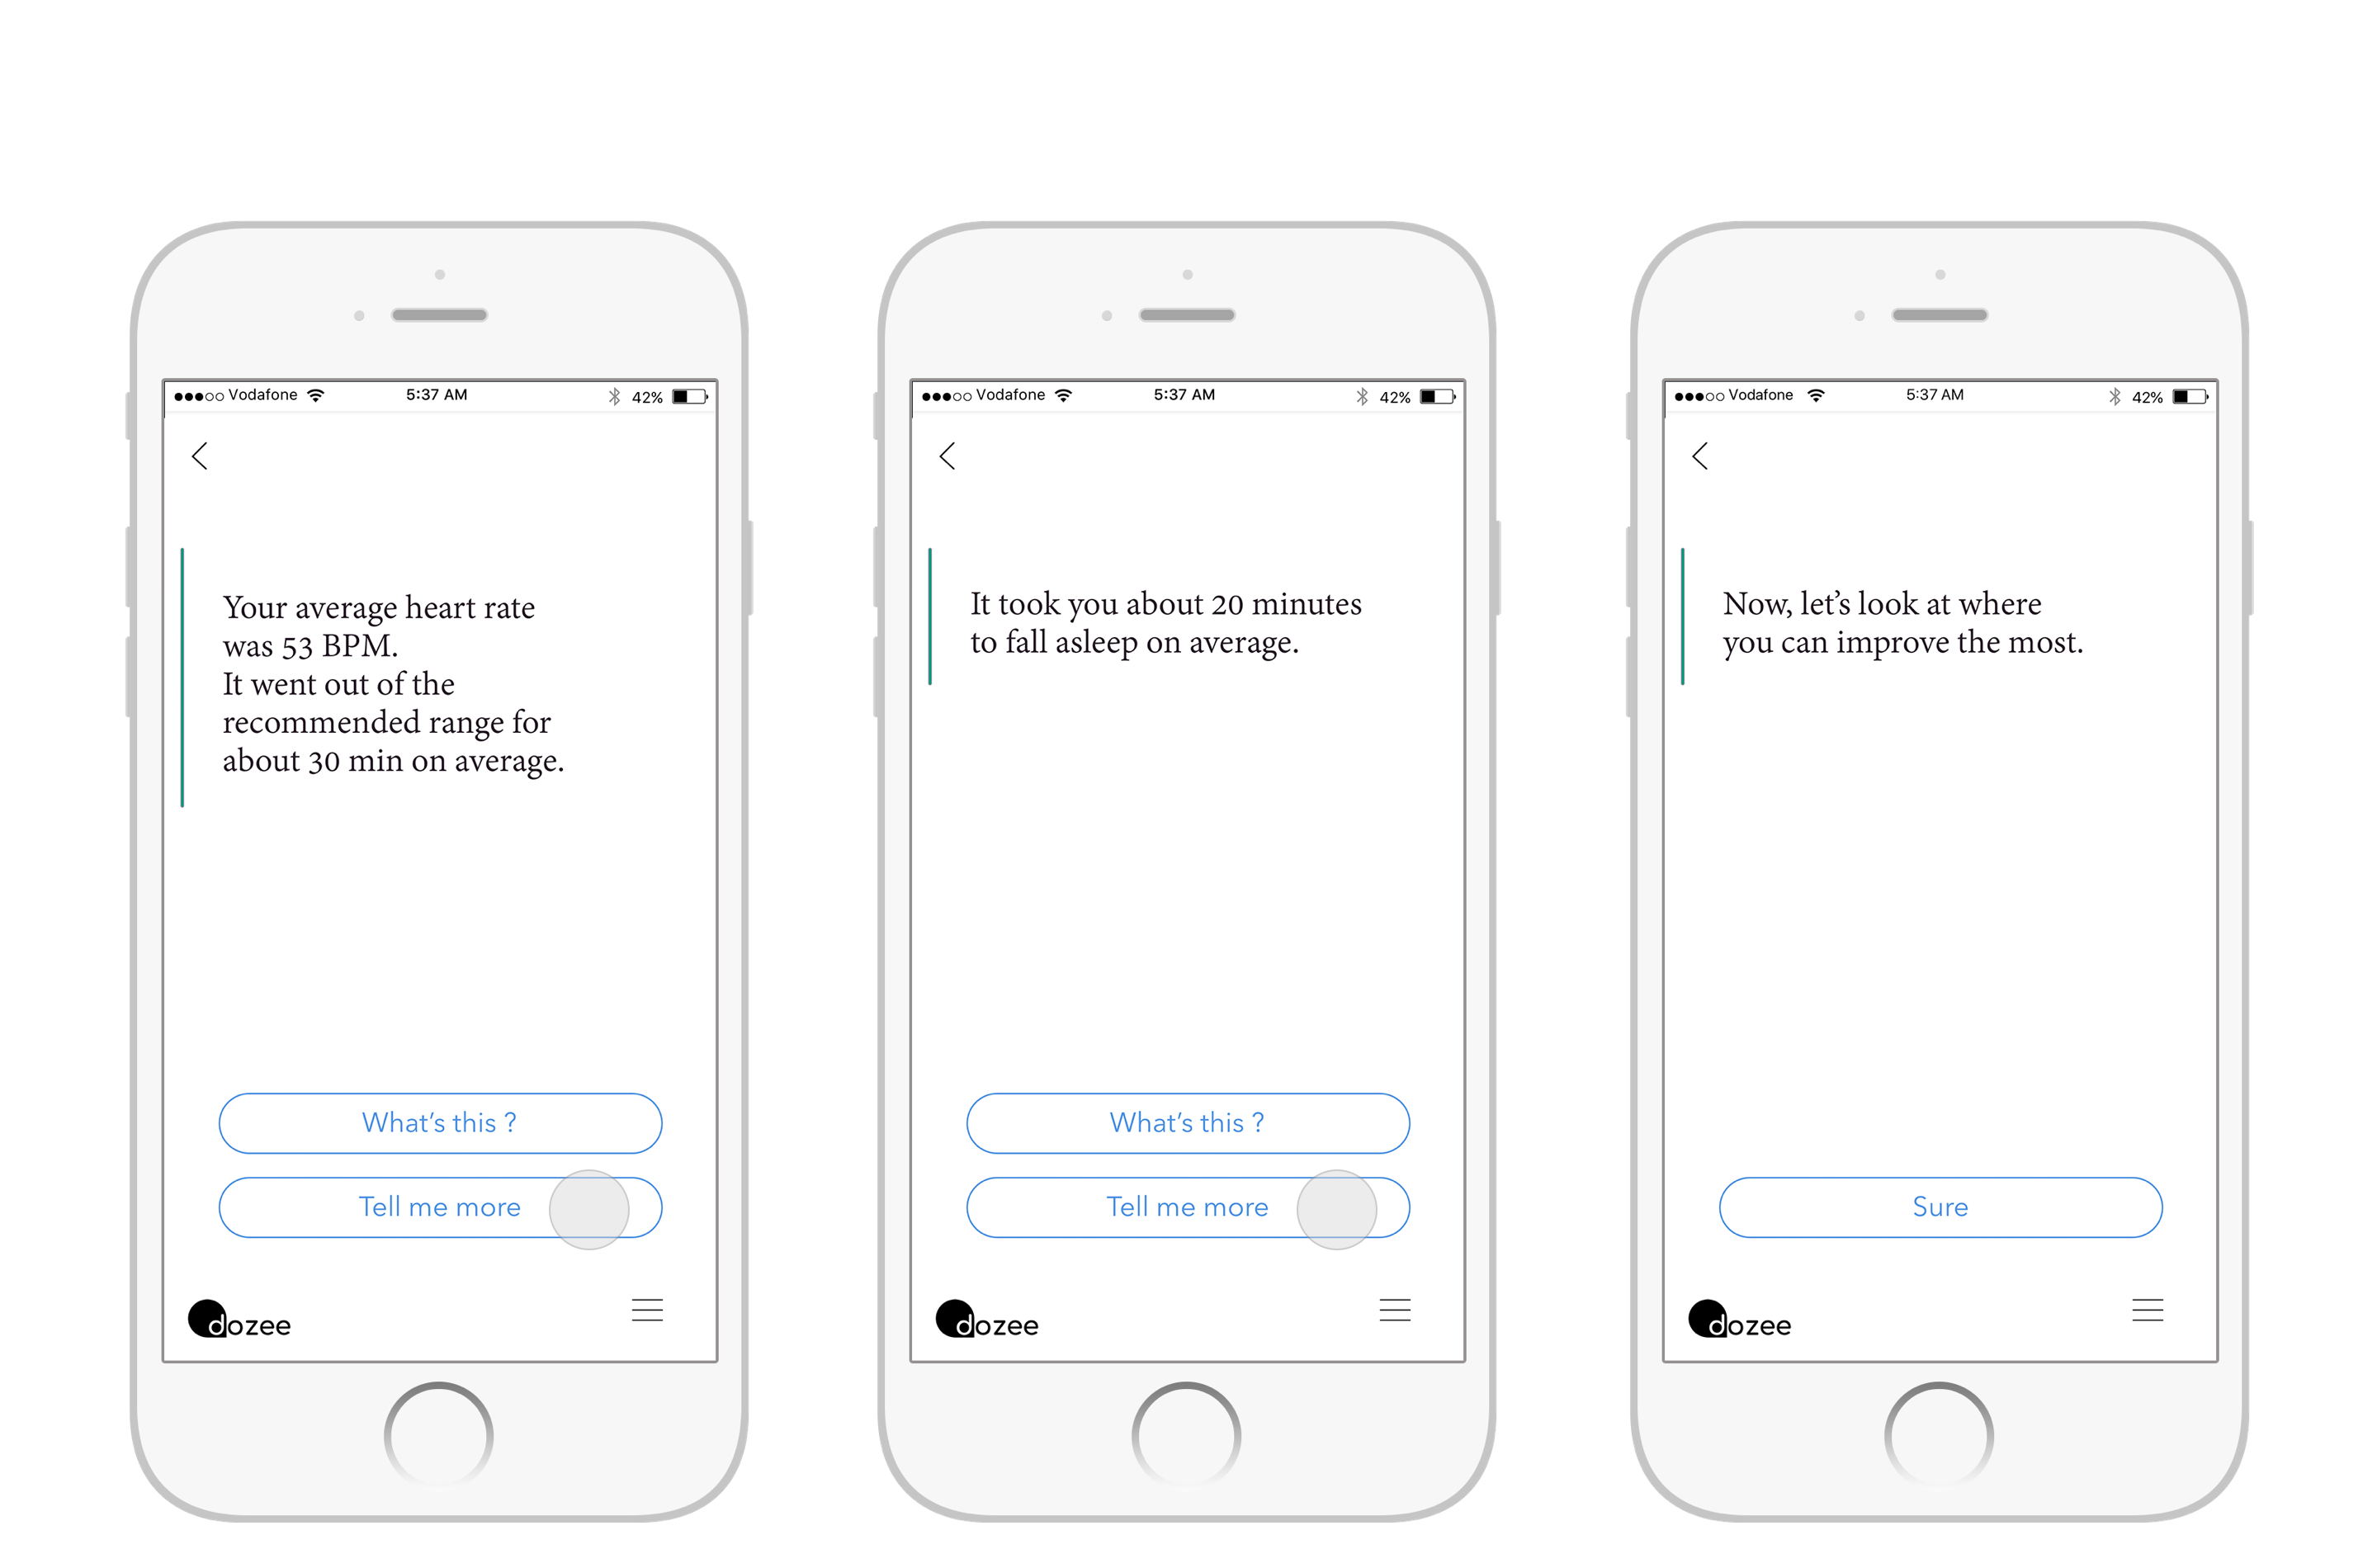 Vodafone 5:37 AM 42%
Your average heart rate
was 53 BPM.
It went out of the
recommended range for
about 30 min on average.
What's this ?
Tell me more
dozee
Vodafone 5:37 AM 42%
It took you about 20 minutes
to fall asleep on average.
What's this ?
Tell me more
dozee
Vodafone 5:37 AM 42%
Now, let’s look at where
you can improve the most.
Sure
dozee